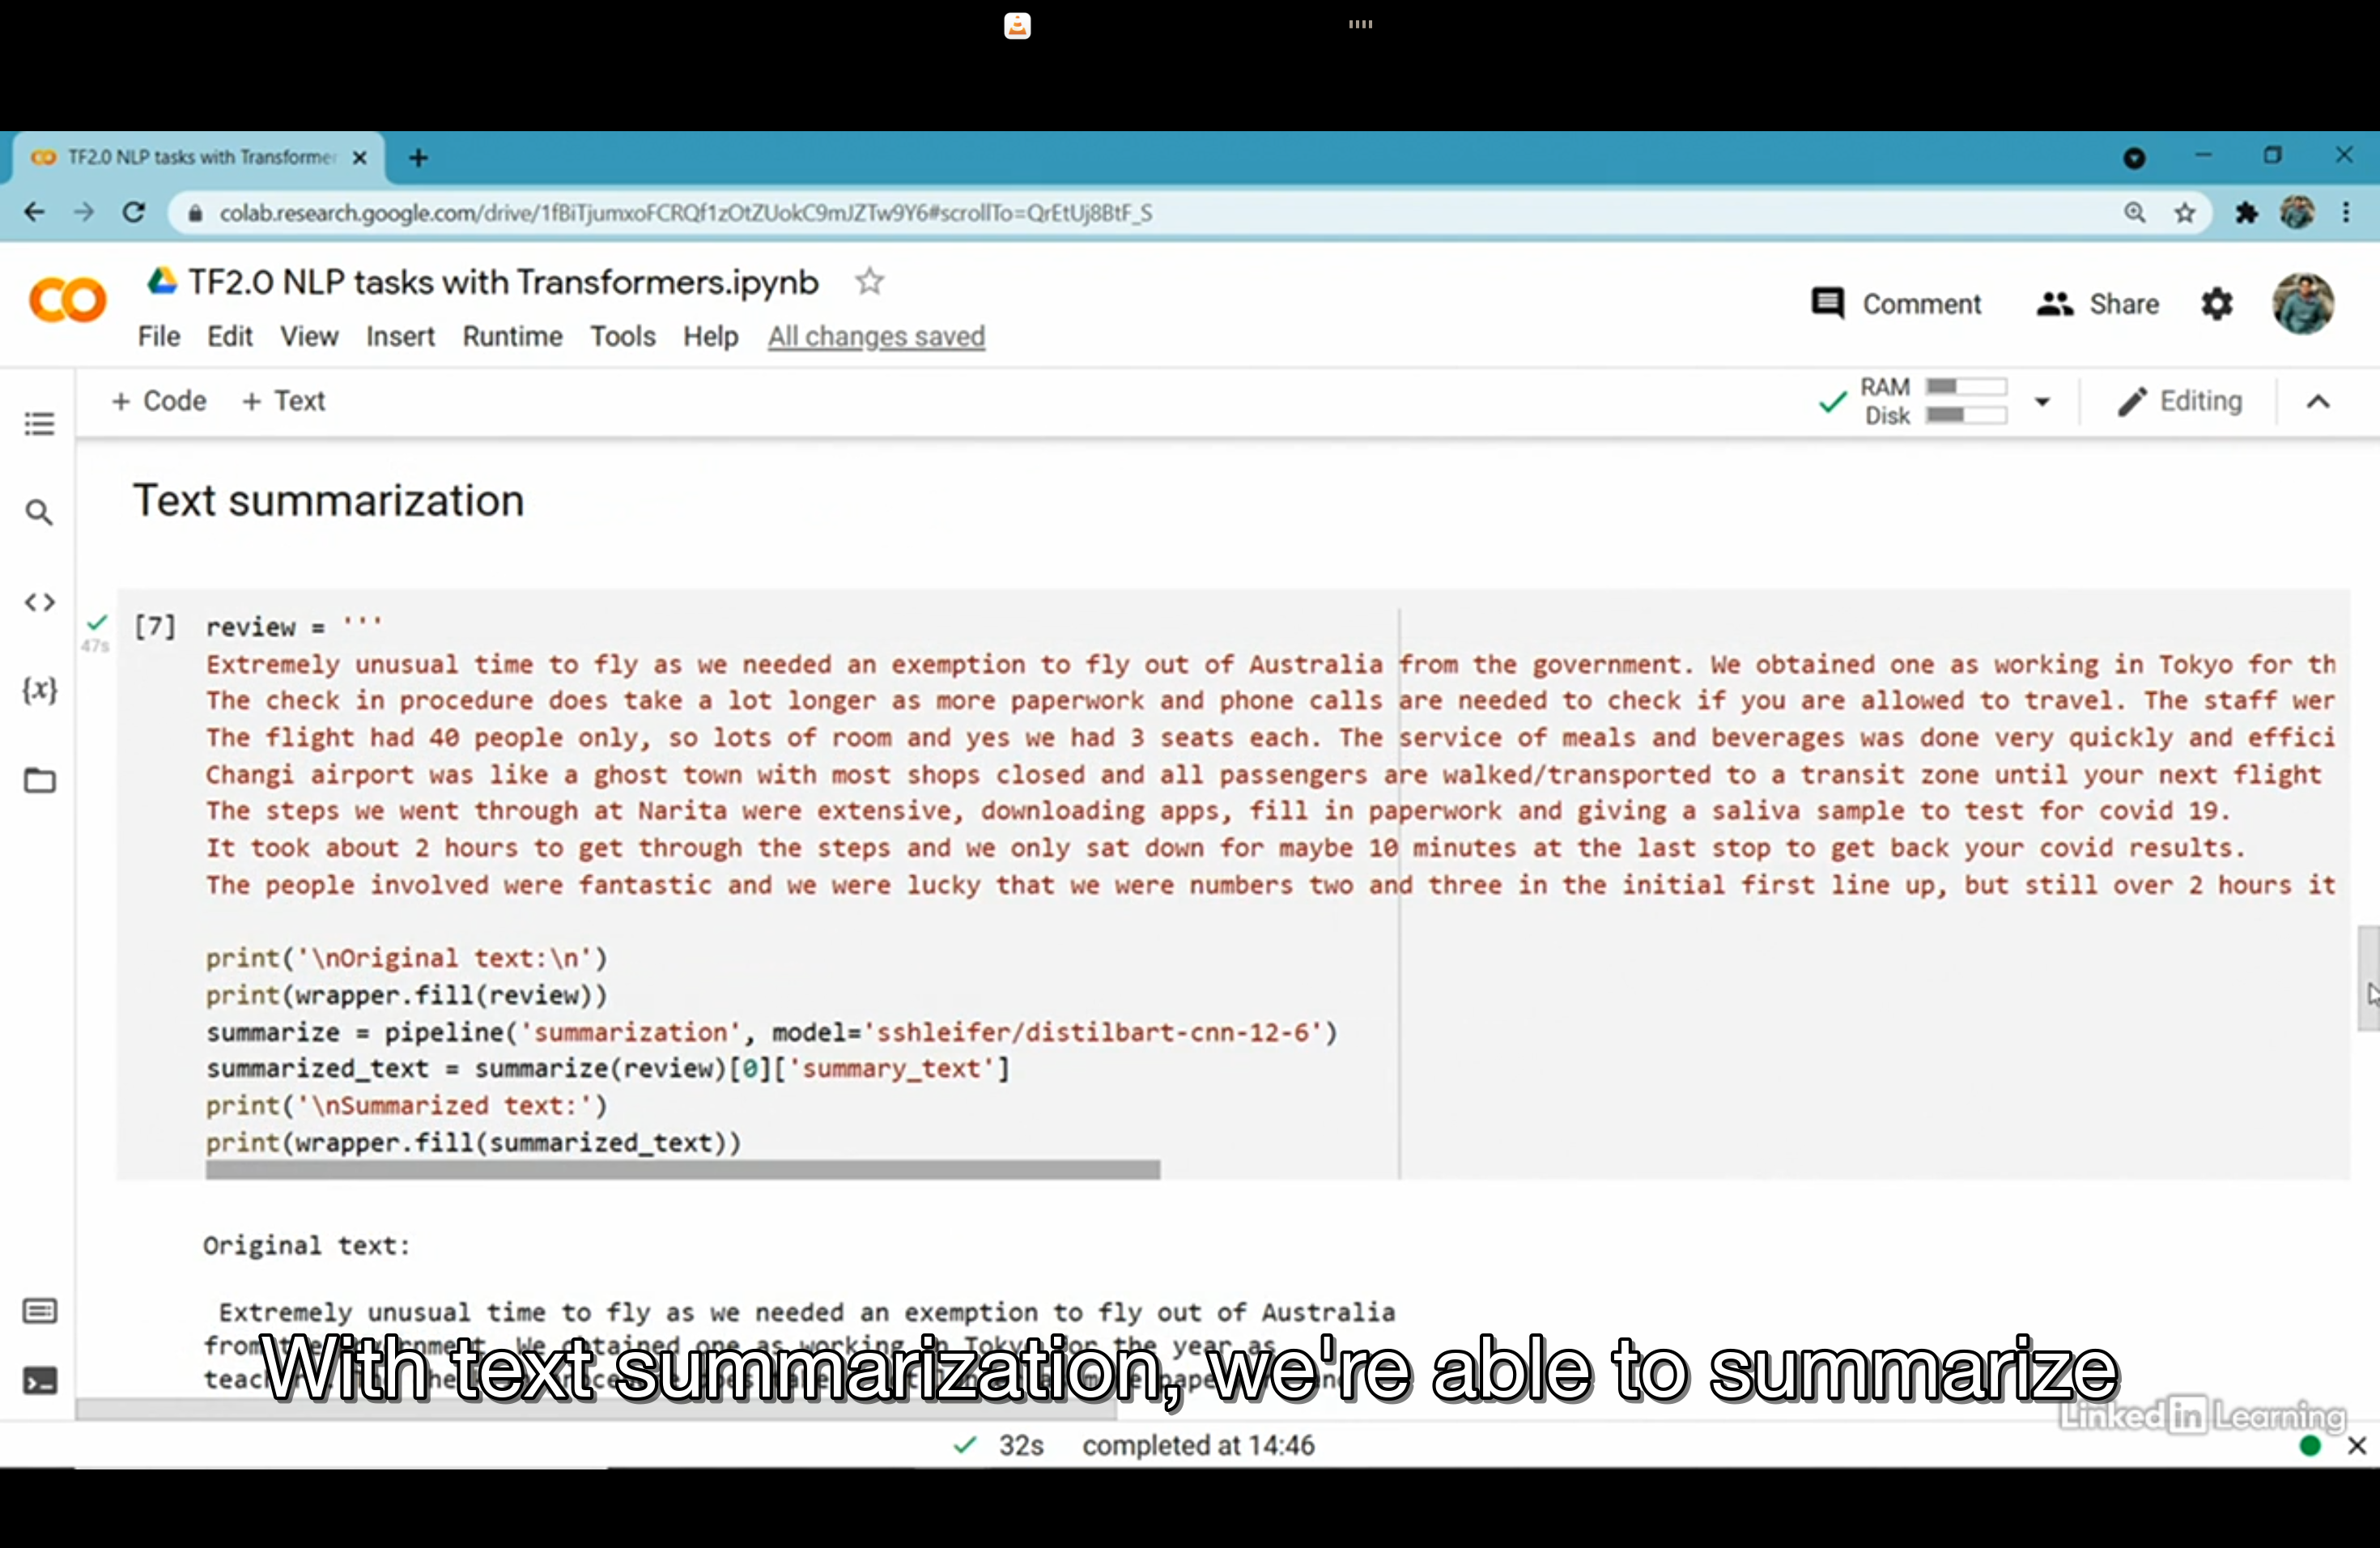 TF2.0 NLP tasks with Transformer
colab.research.google.com/drive/1fBiTjumxoFCRQf1zOtZUokC9mJZTw9Y6#scrollTo=QrEtUj8BtF_S
TF2.0 NLP tasks with Transformers.ipynb
Comment Share
File Edit View Insert Runtime Tools Help All changes saved
+ Code + Text
RAM
Disk
Editing
Text summarization
[7] review = '''
47s
Extremely unusual time to fly as we needed an exemption to fly out of Australia from the government. We obtained one as working in Tokyo for th
The check in procedure does take a lot longer as more paperwork and phone calls are needed to check if you are allowed to travel. The staff wer
The flight had 40 people only, so lots of room and yes we had 3 seats each. The service of meals and beverages was done very quickly and effici
Changi airport was like a ghost town with most shops closed and all passengers are walked/transported to a transit zone until your next flight
The steps we went through at Narita were extensive, downloading apps, fill in paperwork and giving a saliva sample to test for covid 19.
It took about 2 hours to get through the steps and we only sat down for maybe 10 minutes at the last stop to get back your covid results.
The people involved were fantastic and we were lucky that we were numbers two and three in the initial first line up, but still over 2 hours it
print('\nOriginal text:\n')
print(wrapper.fill(review))
summarize = pipeline('summarization', model='sshleifer/distilbart-cnn-12-6')
summarized_text = summarize(review)[0]['summary_text']
print('\nSummarized text:')
print(wrapper.fill(summarized_text))
Original text:
Extremely unusual time to fly as we needed an exemption to fly out of Australia
from the government. We obtained one as working in Tokyo for the year as
With text summarization, we're able to summarize
LinkedIn Learning
32s completed at 14:46